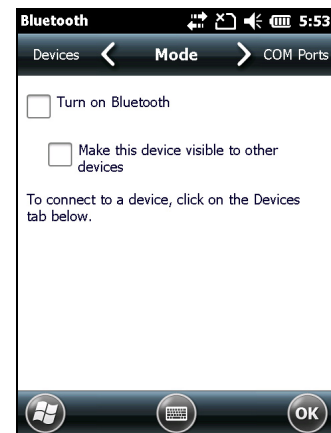 Bluetooth 5:53
Devices Mode COM Ports
Turn on Bluetooth
Make this device visible to other
devices
To connect to a device, click on the Devices
tab below.
OK